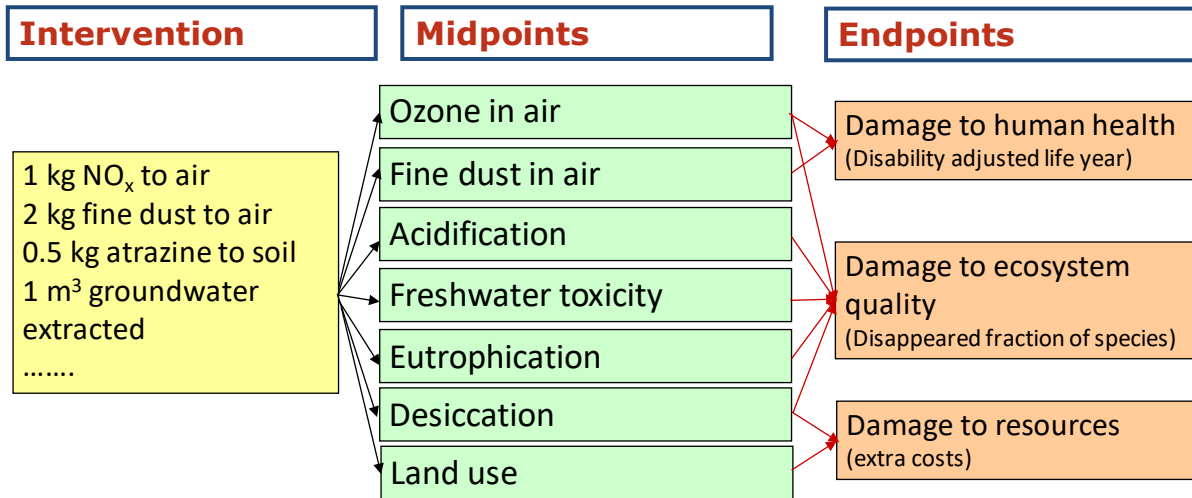 Intervention
Midpoints
Endpoints
1 kg NOₓ to air
2 kg fine dust to air
0.5 kg atrazine to soil
1 m³ groundwater
extracted
…….
Ozone in air
Fine dust in air
Acidification
Freshwater toxicity
Eutrophication
Desiccation
Land use
Damage to human health
(Disability adjusted life year)
Damage to ecosystem
quality
(Disappeared fraction of species)
Damage to resources
(extra costs)